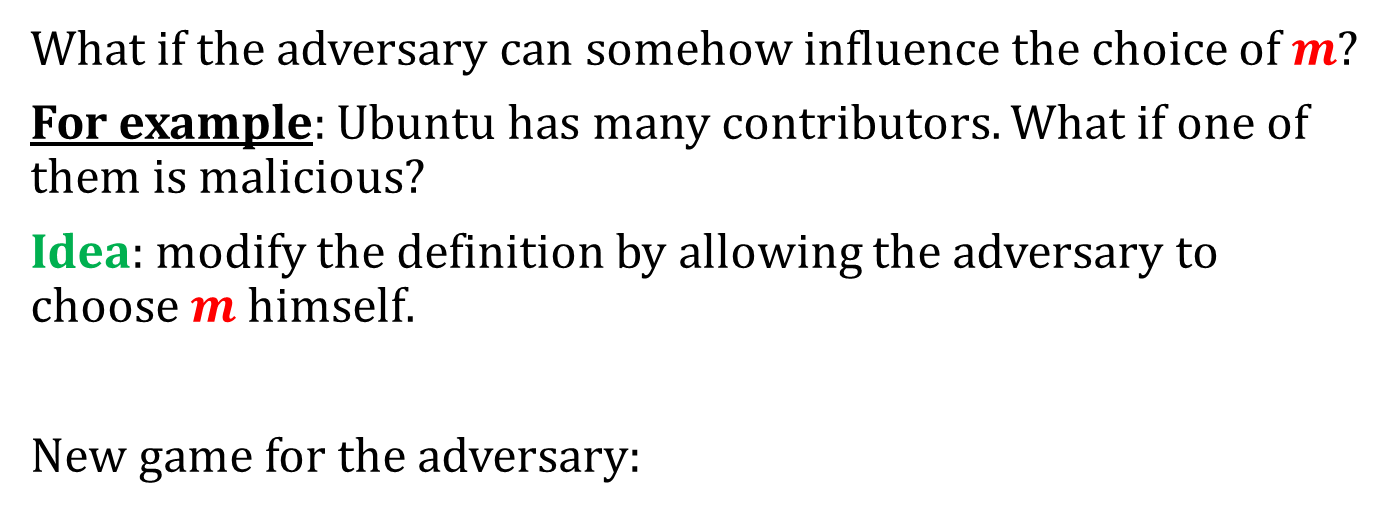 What if the adversary can somehow influence the choice of m?
For example: Ubuntu has many contributors. What if one of
them is malicious?
Idea: modify the definition by allowing the adversary to
choose m himself.
New game for the adversary: